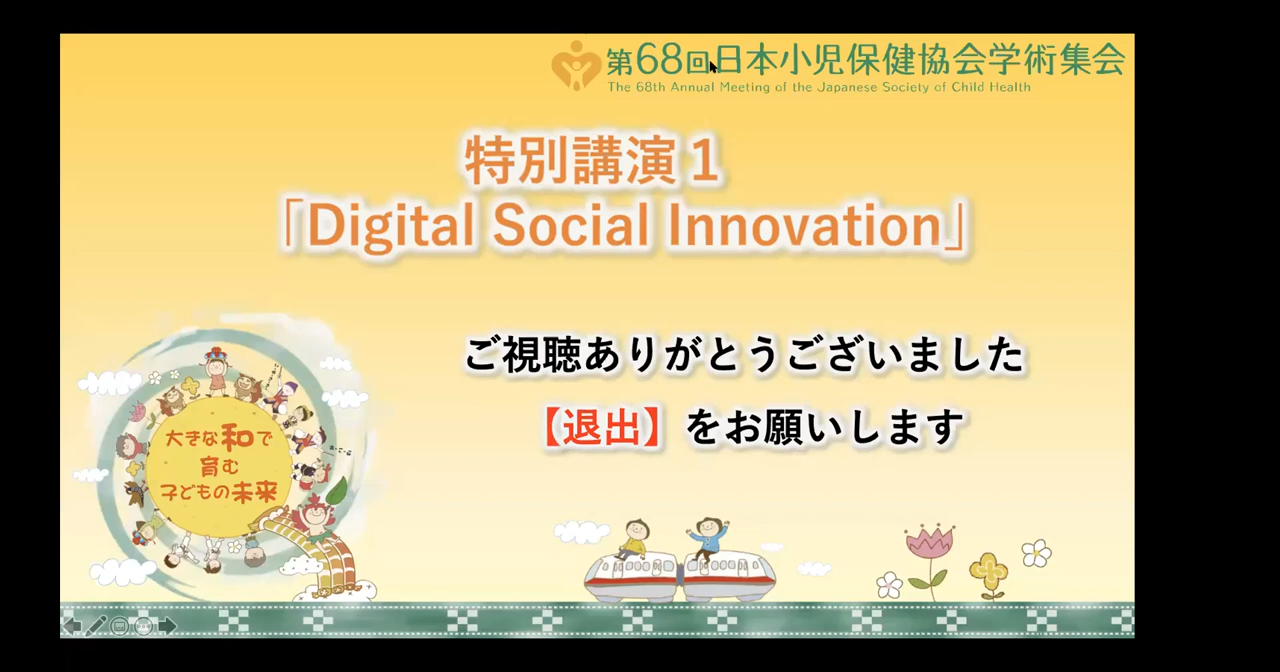 第68回日本小児保健協会学術集会
The 68th Annual Meeting of the Japanese Society of Child Health
特別講演１
「Digital Social Innovation」
ご視聴ありがとうございました
【退出】をお願いします
大きな和で
育む
子どもの未来